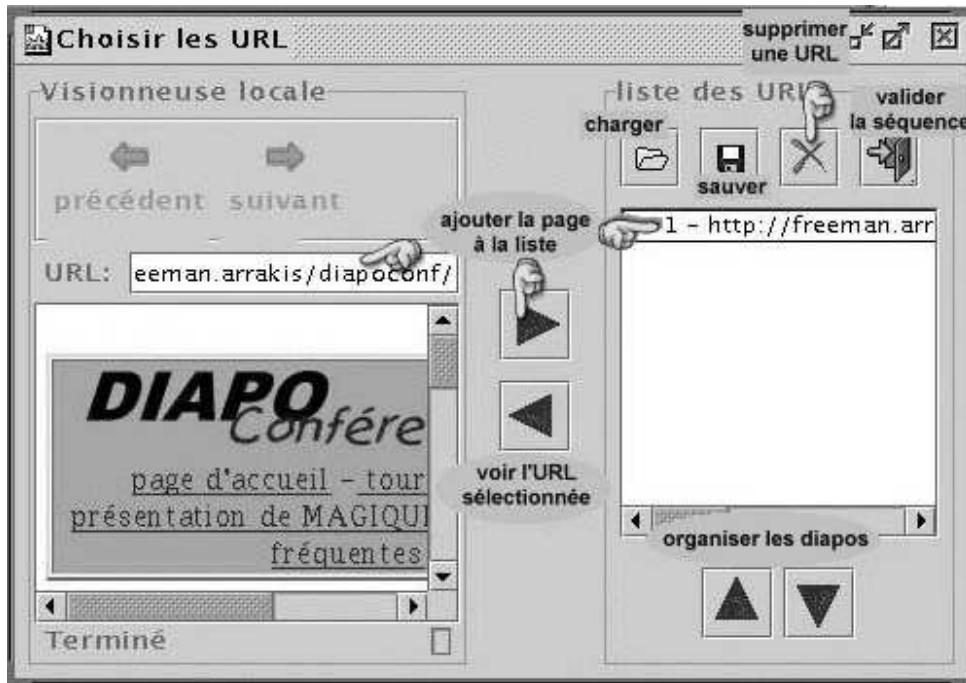 Choisir les URL
supprimer
une URL
Visionneuse locale
précédent suivant
URL: eeman.arrakis/diapoconf/
DIAPO
Confére
page d'accueil – tour
présentation de MAGIQU
fréquentes
Terminé
ajouter la page
à la liste
voir l'URL
sélectionnée
liste des URL
charger
sauver
valider
la séquence
1 – http://freeman.arr
organiser les diapos